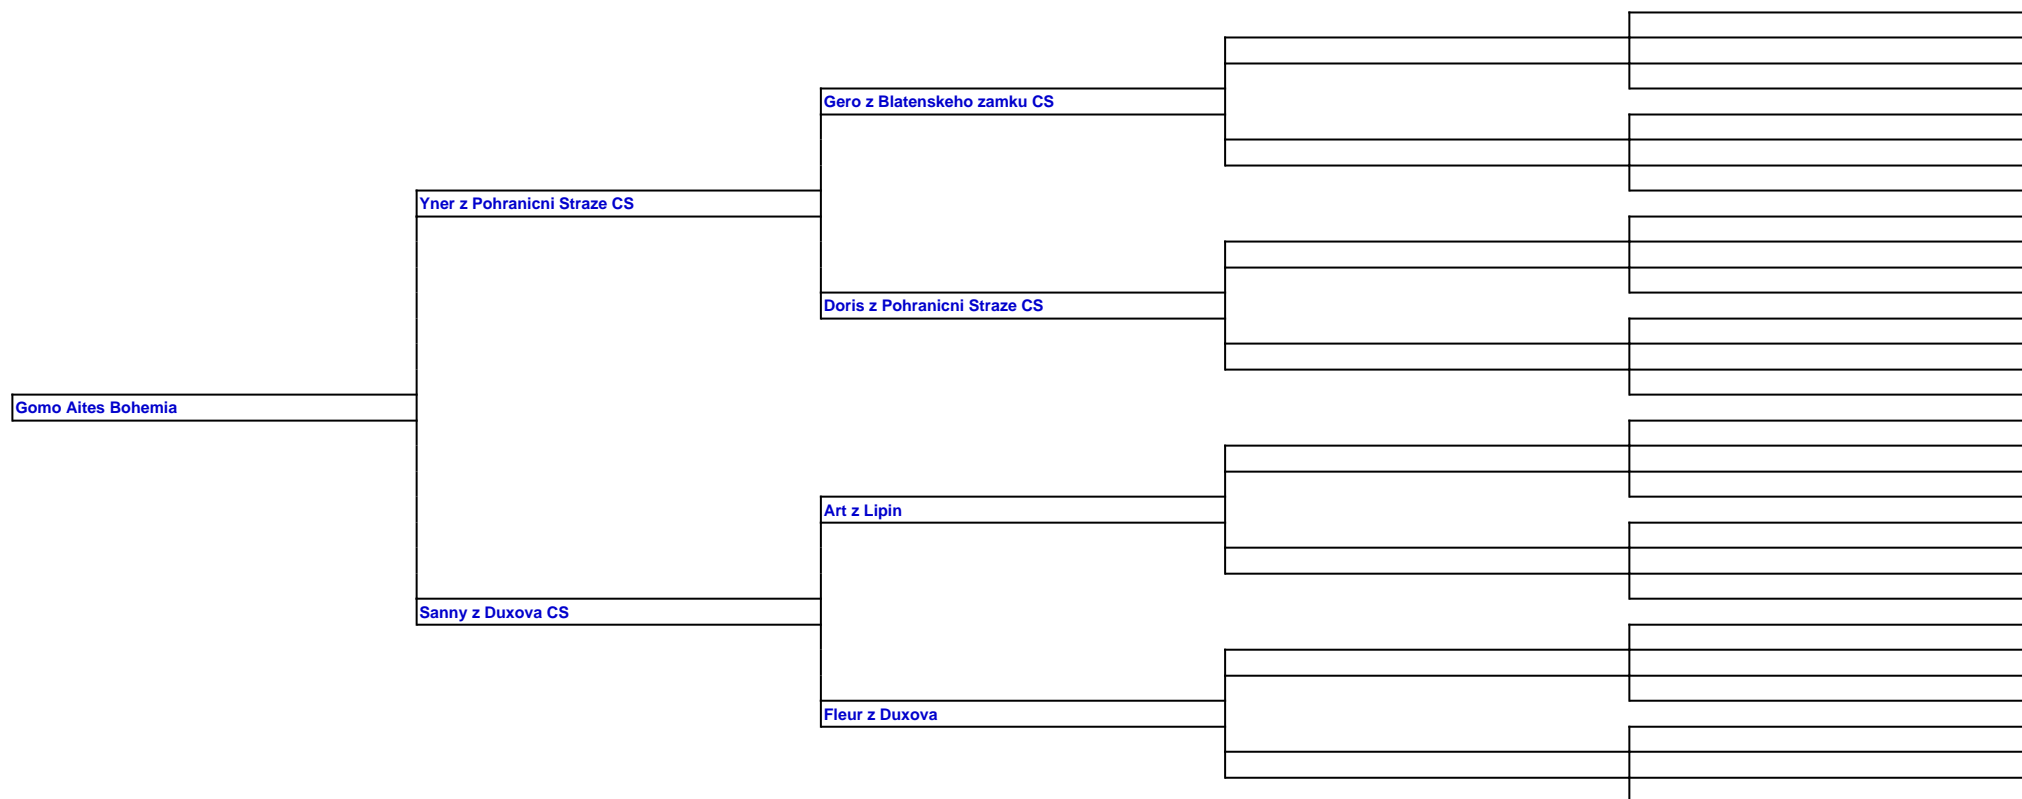 Gero z Blatenskeho zamku CS
Yner z Pohranicni Straze CS
Doris z Pohranicni Straze CS
Gomo Aites Bohemia
Art z Lipin
Sanny z Duxova CS
Fleur z Duxova